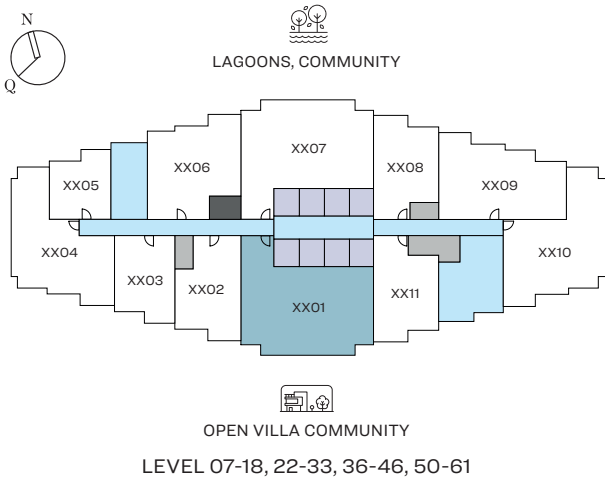 N
Q
LAGOONS, COMMUNITY
XX07
XX06
XX08
XX05
XX09
XX04
XX10
XX03
XX02
XX01
XX11
OPEN VILLA COMMUNITY
LEVEL 07-18, 22-33, 36-46, 50-61